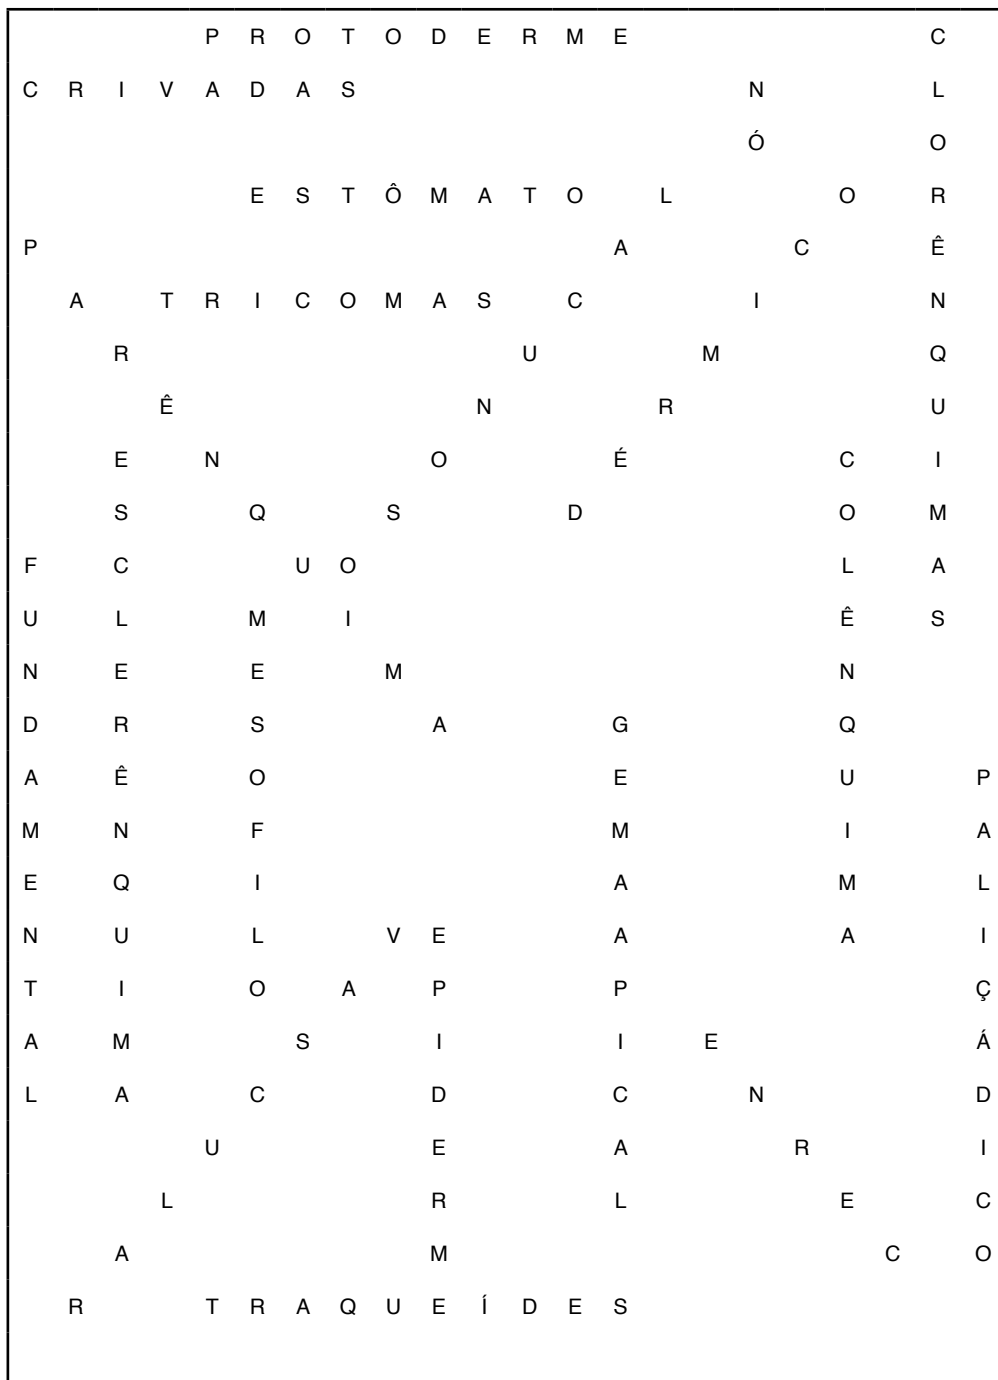 P R O T O D E R M E C
C R I V A D A S N L
Ó O
E S T Ô M A T O L O R
P A C Ê
A T R I C O M A S C I N
R U M Q
Ê N R U
E N O É C I
S Q S D O M
F C U O L A
U L M I Ê S
N E E M N
D R S A G Q
A Ê O E U P
M N F M I A
E Q I A M L
N U L V E A A I
T I O A P P Ç
A M S I I E Á
L A C D C N D
U E A R I
L R L E C
A M C O
R T R A Q U E Í D E S